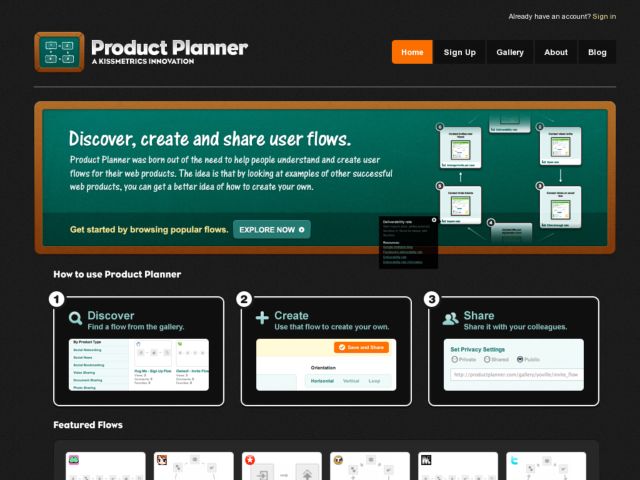 Already have an account? Sign in
Product Planner
A KISSMETRICS INNOVATION
Home
Sign Up
Gallery
About
Blog
Discover, create and share user flows.
Product Planner was born out of the need to help people understand and create user
flows for their web products. The idea is that by looking at examples of other successful
web products, you can get a better idea of how to create your own.
Get started by browsing popular flows.
EXPLORE NOW
Deliverability rate
Resources:
How to use Product Planner
1
Discover
Find a flow from the gallery.
By Product Type
Social Networking
Social News
Social Bookmarking
Video Sharing
Document Sharing
Photo Sharing
2
Create
Use that flow to create your own.
Save and Share
Orientation
Horizontal
Vertical
Loop
3
Share
Share it with your colleagues.
Set Privacy Settings
Private
Shared
Public
http://productplanner.com/gallery/youille/invite_flow
Featured Flows